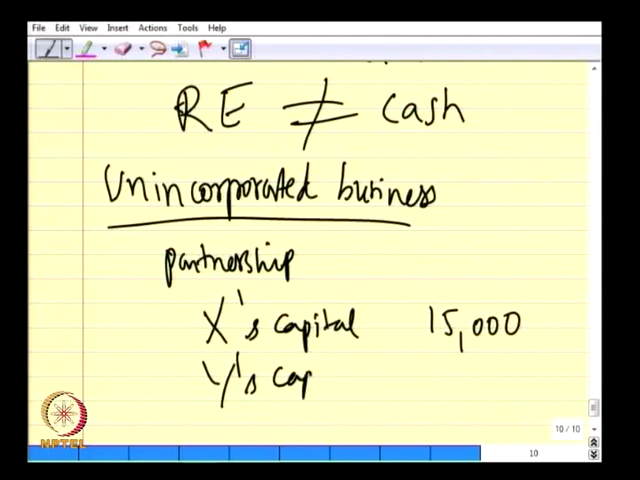 File Edit View Insert Actions Tools Help
RE ≠ cash
Unincorporated business
partnership
X's capital 15,000
Y's cap
NPTEL
10 / 10
10